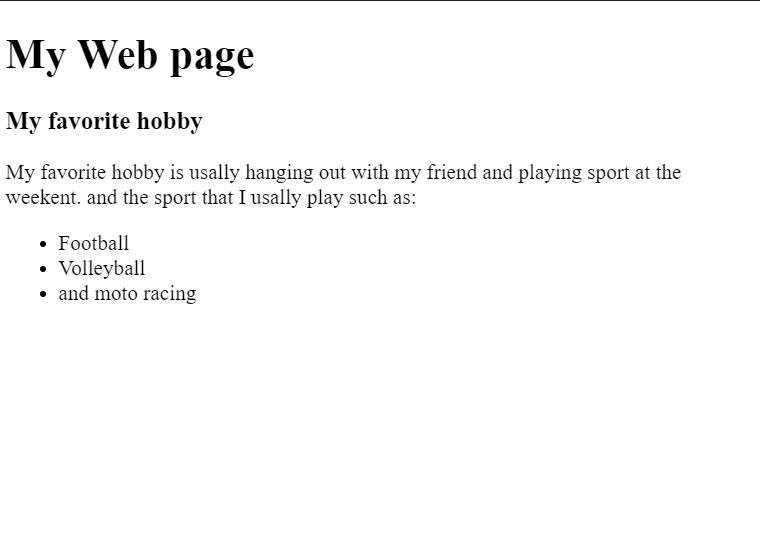 My Web page
My favorite hobby
My favorite hobby is usally hanging out with my friend and playing sport at the
weekent. and the sport that I usally play such as:
Football
Volleyball
and moto racing